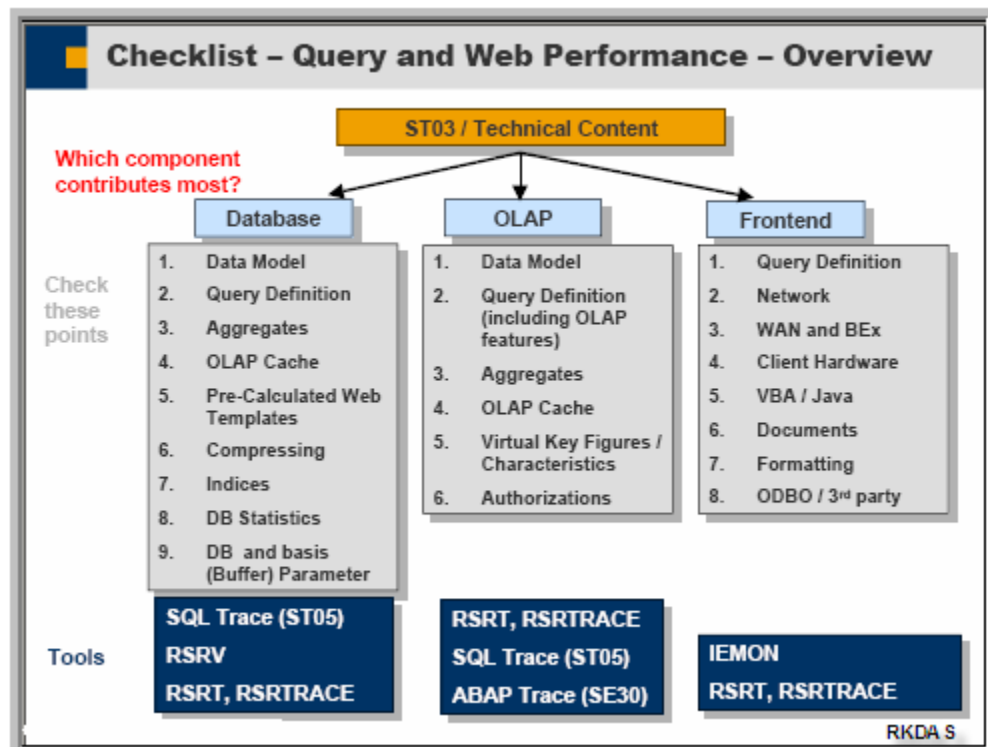 Checklist – Query and Web Performance – Overview
ST03 / Technical Content
Which component
contributes most?
Database
OLAP
Frontend
Check
these
points
1. Data Model
2. Query Definition
3. Aggregates
4. OLAP Cache
5. Pre-Calculated Web
Templates
6. Compressing
7. Indices
8. DB Statistics
9. DB and basis
(Buffer) Parameter
1. Data Model
2. Query Definition
(including OLAP
features)
3. Aggregates
4. OLAP Cache
5. Virtual Key Figures /
Characteristics
6. Authorizations
1. Query Definition
2. Network
3. WAN and BEx
4. Client Hardware
5. VBA / Java
6. Documents
7. Formatting
8. ODBO / 3rd party
Tools
SQL Trace (ST05)
RSRV
RSRT, RSRTRACE
RSRT, RSRTRACE
SQL Trace (ST05)
ABAP Trace (SE30)
IEMON
RSRT, RSRTRACE
RKDA S